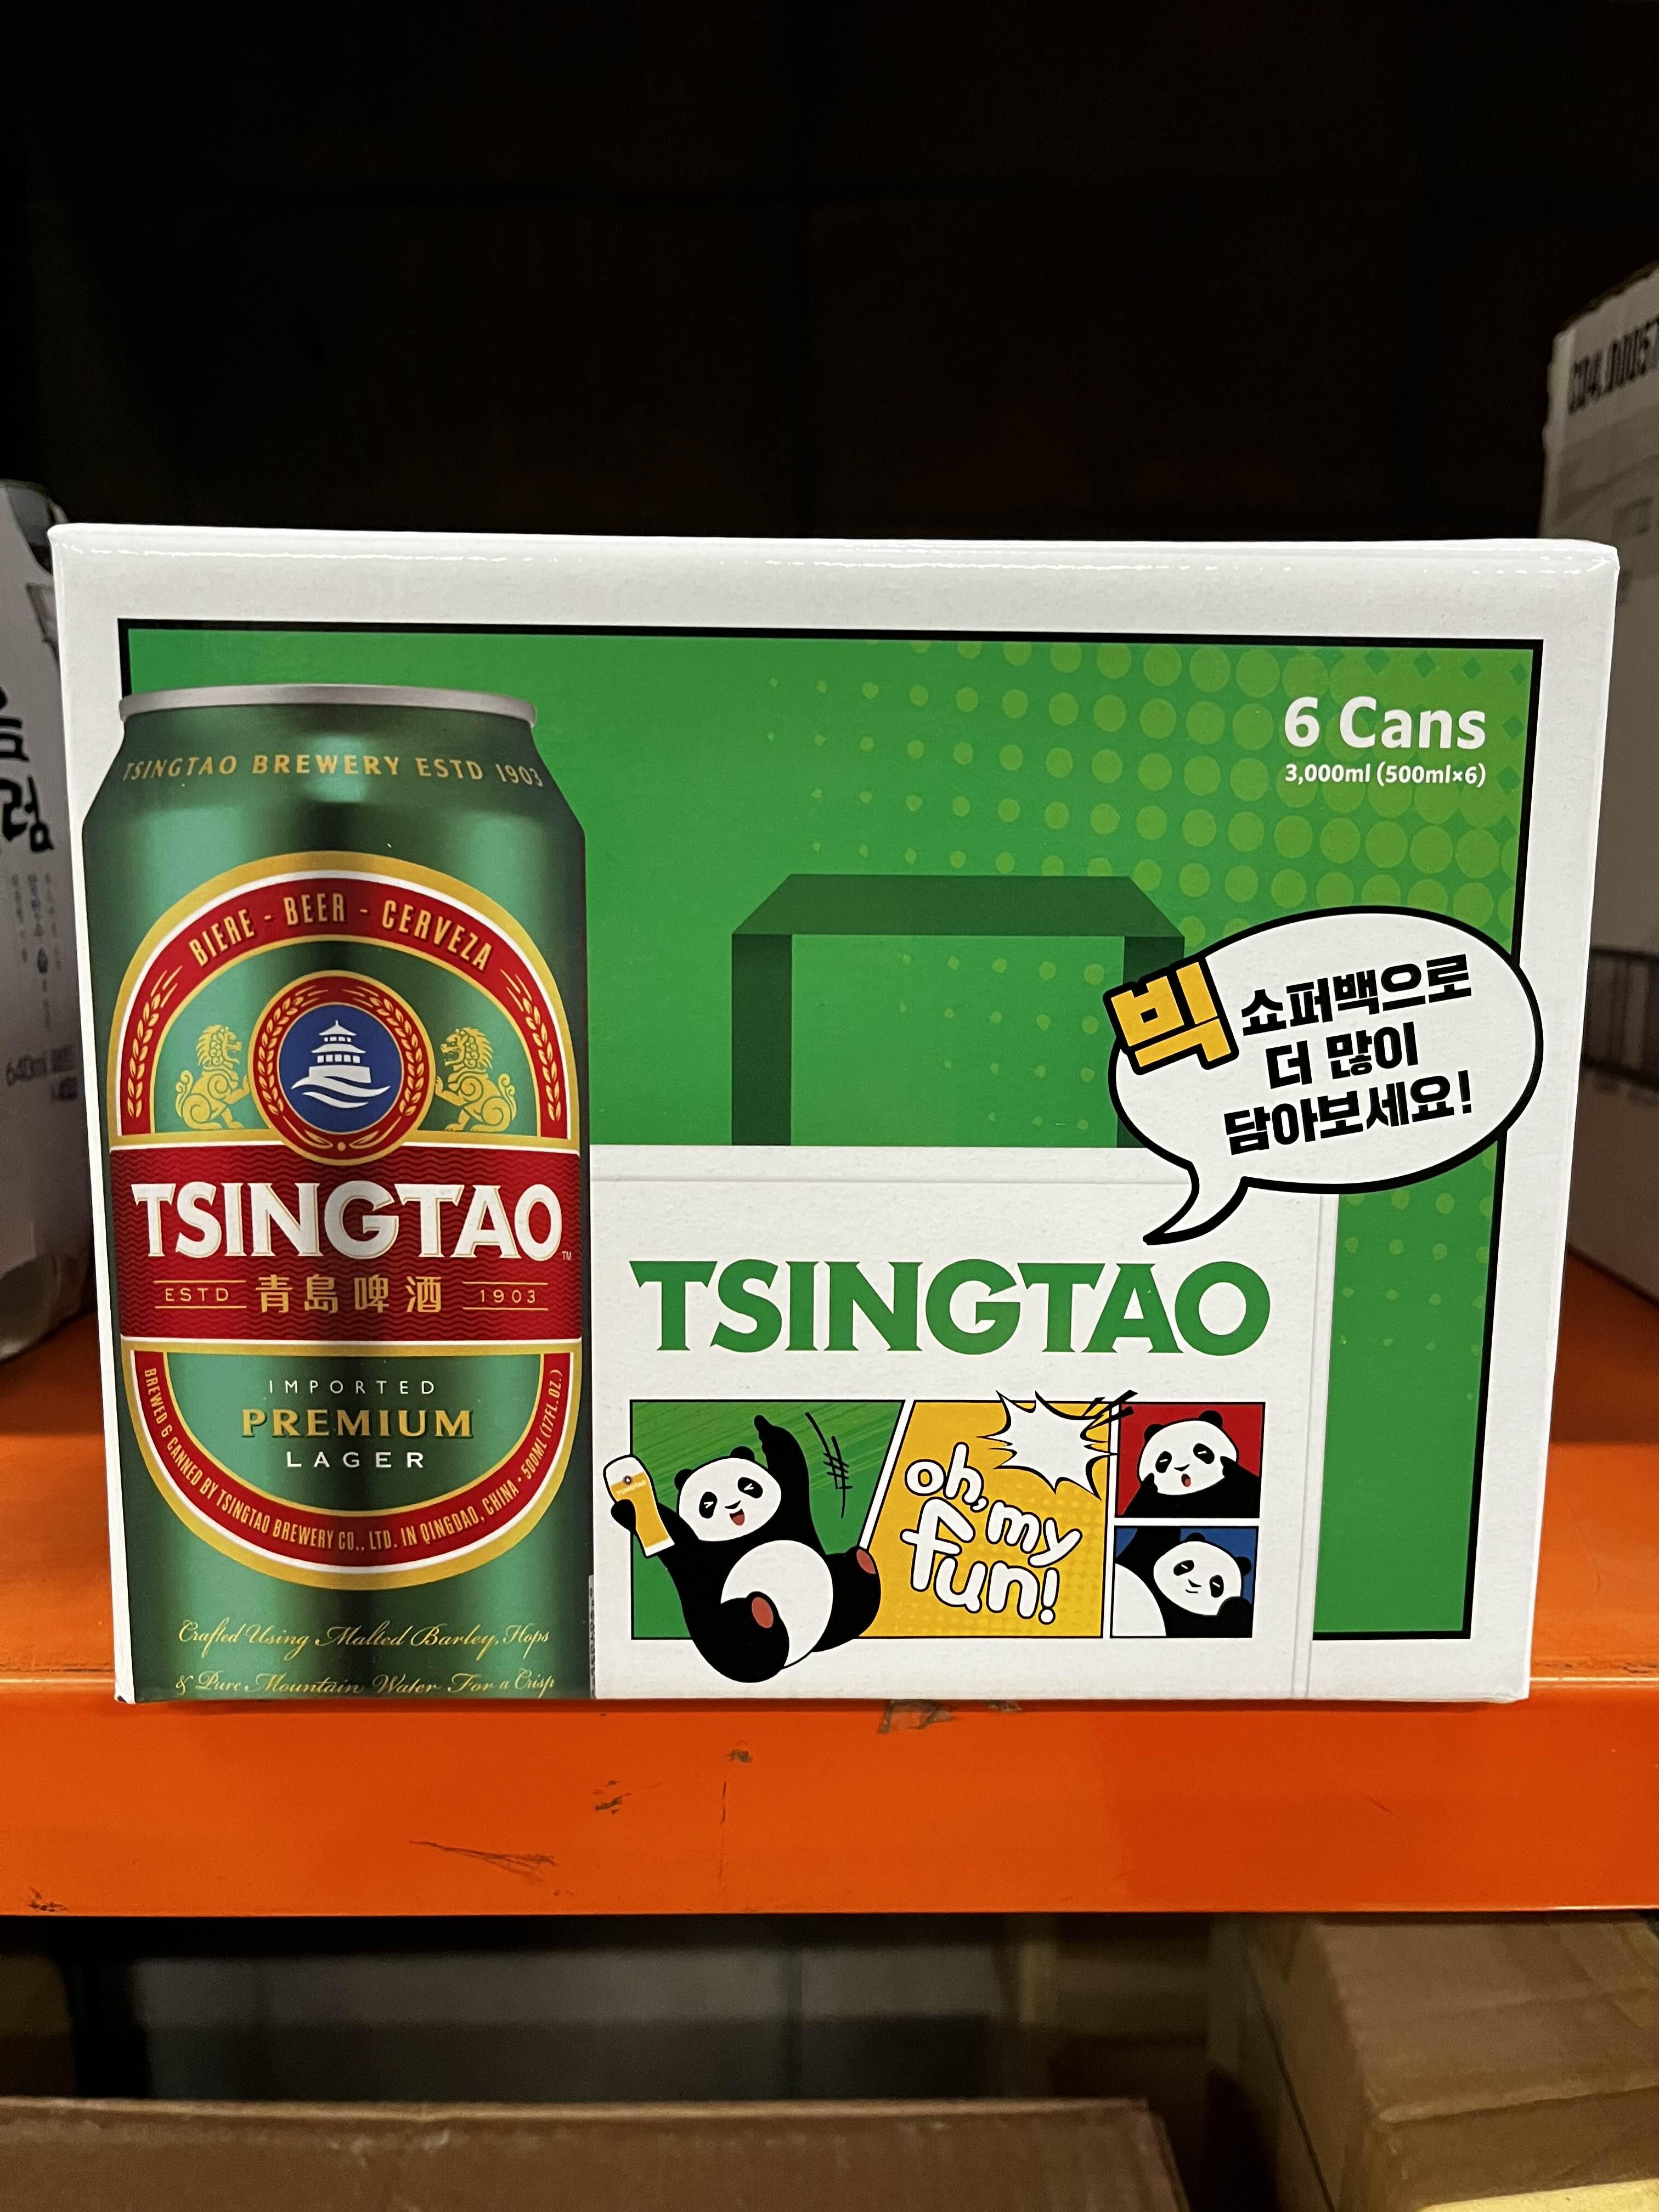 6 Cans
3,000ml (500ml×6)
TSINGTAO BREWERY ESTD 1903
BIERE - BEER - CERVEZA
빅 쇼퍼백으로
더 많이
담아보세요!
TSINGTAO™
ESTD 青島啤酒 1903
IMPORTED
PREMIUM
LAGER
BREWED & CANNED BY TSINGTAO BREWERY CO., LTD. IN QINGDAO, CHINA • 500ML (17FL. OZ.)
Crafted Using Malted Barley, Hops
& Pure Mountain Water For a Crisp
TSINGTAO
TSINGTAO
oh, my
fun!
640ml